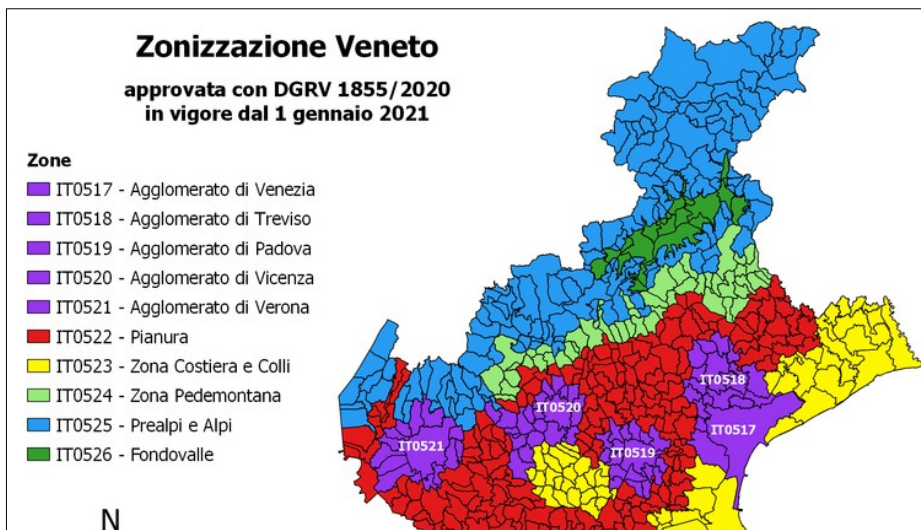 Zonizzazione Veneto
approvata con DGRV 1855/2020
in vigore dal 1 gennaio 2021
Zone
IT0517 - Agglomerato di Venezia
IT0518 - Agglomerato di Treviso
IT0519 - Agglomerato di Padova
IT0520 - Agglomerato di Vicenza
IT0521 - Agglomerato di Verona
IT0522 - Pianura
IT0523 - Zona Costiera e Colli
IT0524 - Zona Pedemontana
IT0525 - Prealpi e Alpi
IT0526 - Fondovalle
IT0518
IT0520
IT0517
IT0521
IT0519
N